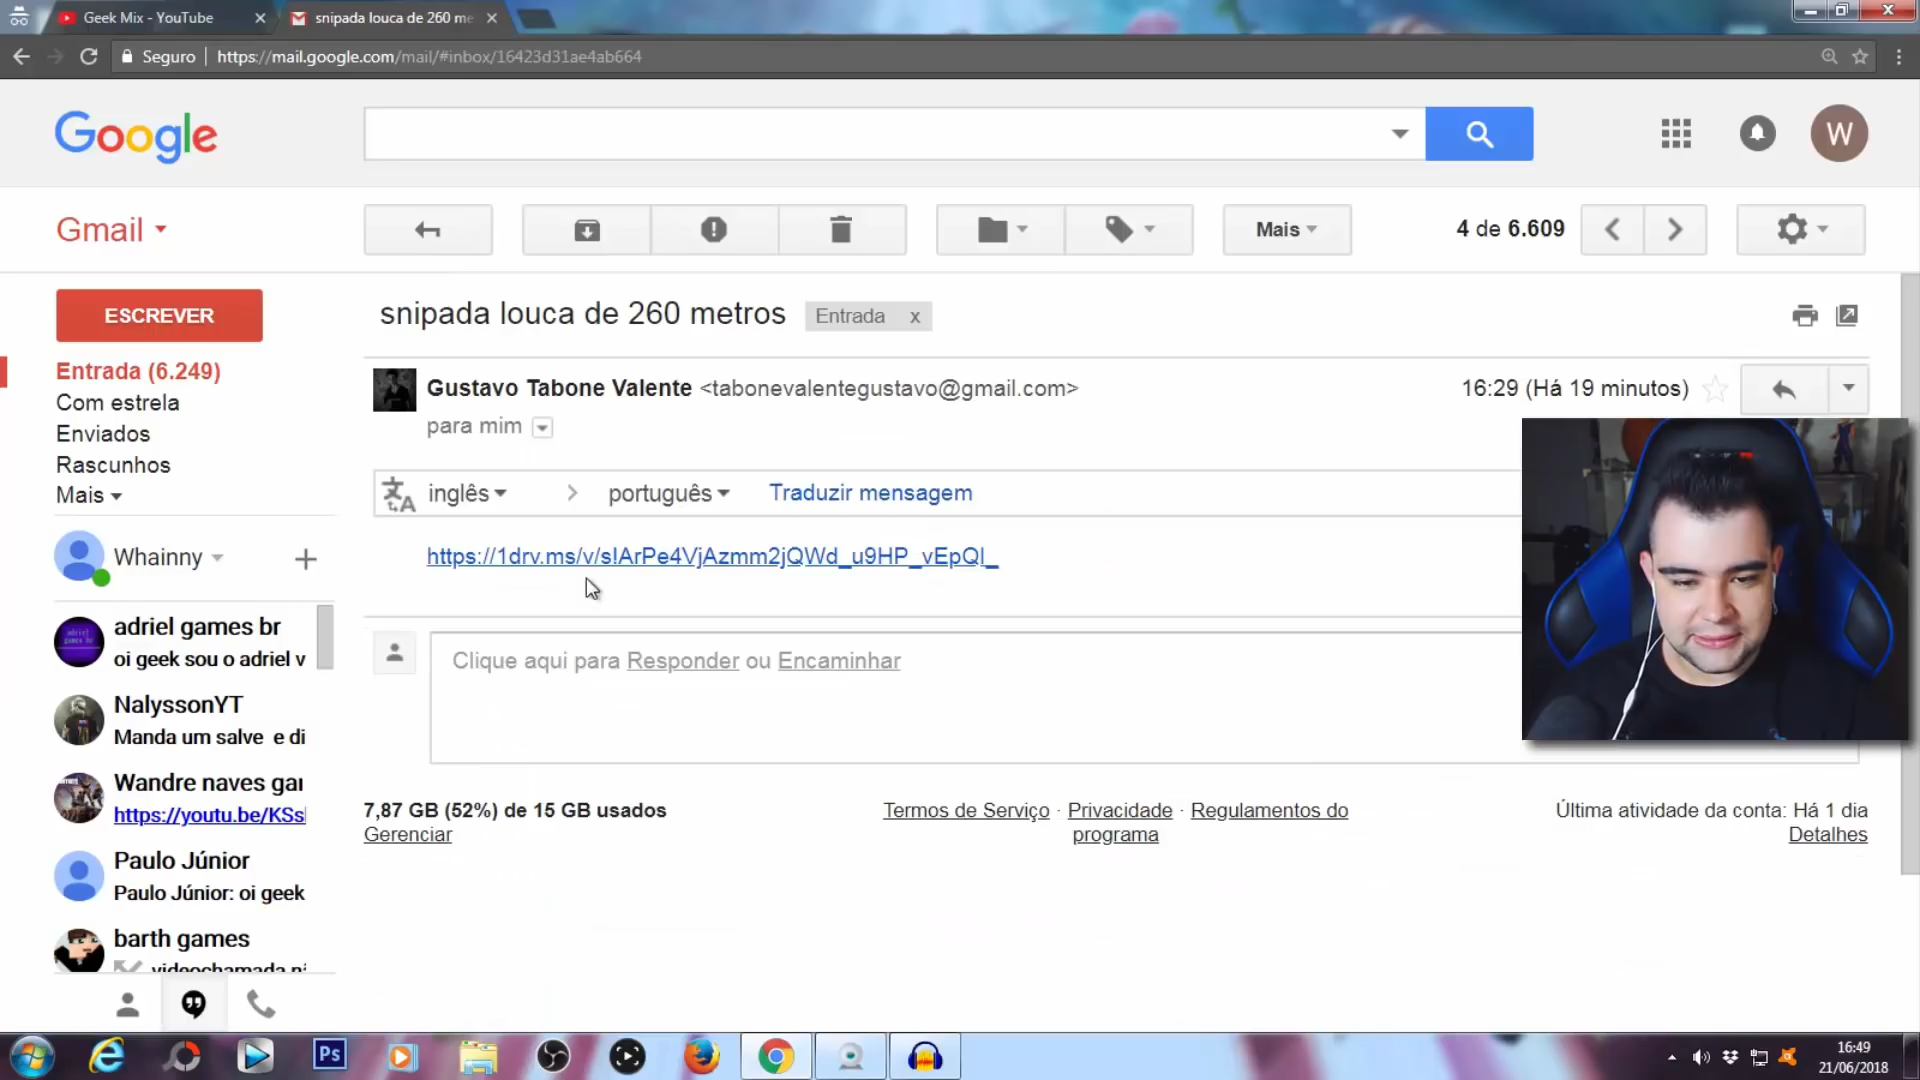 Geek Mix - YouTube
snipada louca de 260 me
Seguro
https://mail.google.com/mail/#inbox/16423d31ae4ab664
Google
W
Gmail
Mais
4 de 6.609
ESCREVER
snipada louca de 260 metros
Entrada x
Entrada (6.249)
Com estrela
Enviados
Rascunhos
Mais
Gustavo Tabone Valente <tabonevalentegustavo@gmail.com>
16:29 (Há 19 minutos)
para mim
inglês
português
Traduzir mensagem
https://1drv.ms/v/s!ArPe4VjAzmm2jQWd_u9HP_vEpQl_
Whainny
adriel games br
oi geek sou o adriel v
NalyssonYT
Manda um salve e di
Wandre naves gar
https://youtu.be/KSsl
Paulo Júnior
Paulo Júnior: oi geek
barth games
videochamada nã
Clique aqui para Responder ou Encaminhar
7,87 GB (52%) de 15 GB usados
Gerenciar
Termos de Serviço · Privacidade · Regulamentos do
programa
Última atividade da conta: Há 1 dia
Detalhes
Ps
16:49
21/06/2018